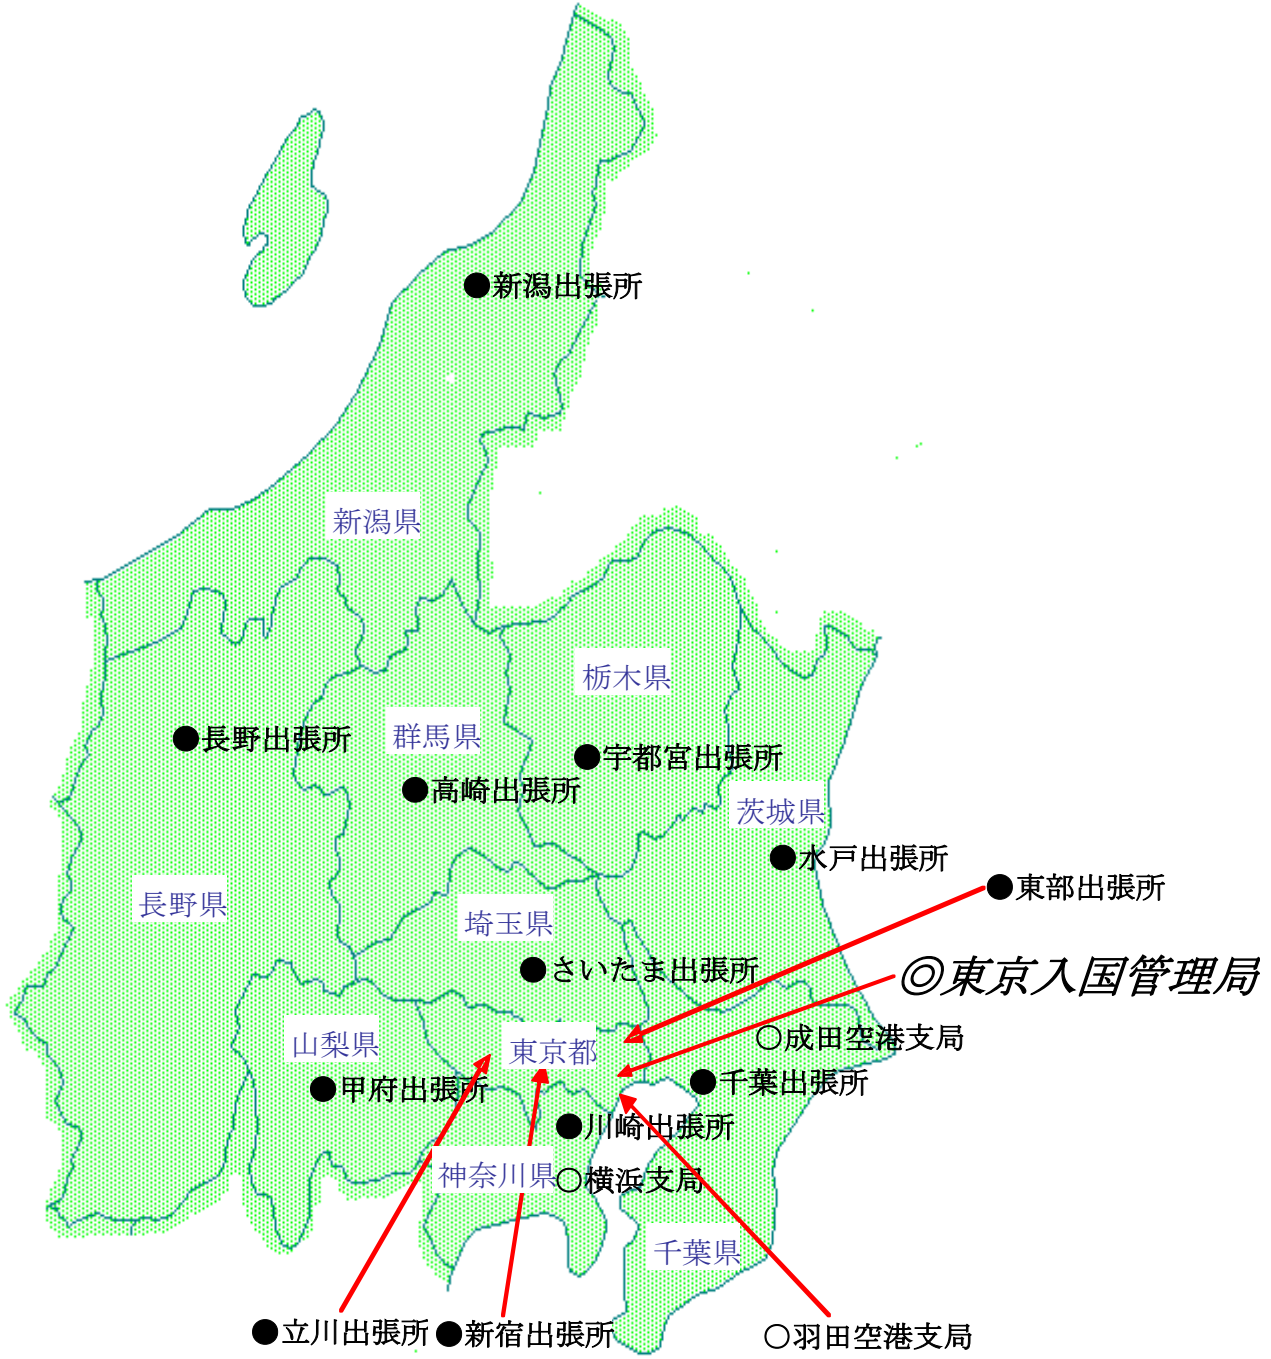 ●新潟出張所
新潟県
栃木県
群馬県
●長野出張所
●宇都宮出張所
●高崎出張所
茨城県
●水戸出張所
●東部出張所
長野県
埼玉県
●さいたま出張所
◎東京入国管理局
○成田空港支局
山梨県
東京都
●甲府出張所
●千葉出張所
●川崎出張所
神奈川県
○横浜支局
千葉県
●立川出張所
●新宿出張所
○羽田空港支局